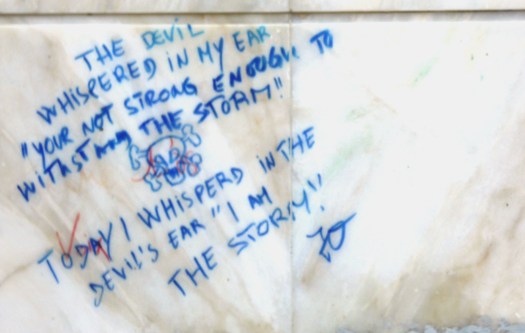 THE DEVIL
WHISPERED IN MY EAR
"YOUR NOT STRONG ENOUGH TO
WITHSTAND THE STORM"
TODAY I WHISPERD IN THE
DEVIL'S EAR "I AM
THE STORM"